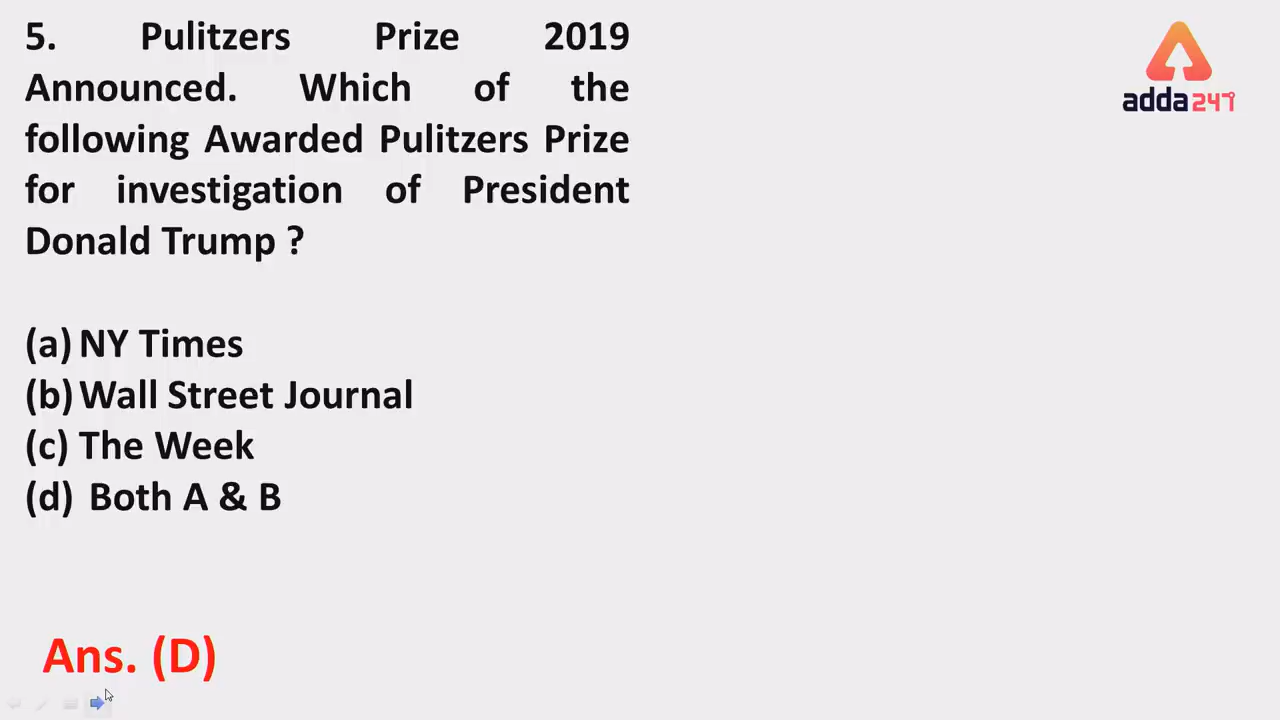 5. Pulitzers Prize 2019
Announced. Which of the
following Awarded Pulitzers Prize
for investigation of President
Donald Trump ?
(a) NY Times
(b) Wall Street Journal
(c) The Week
(d) Both A & B
Ans. (D)
adda247